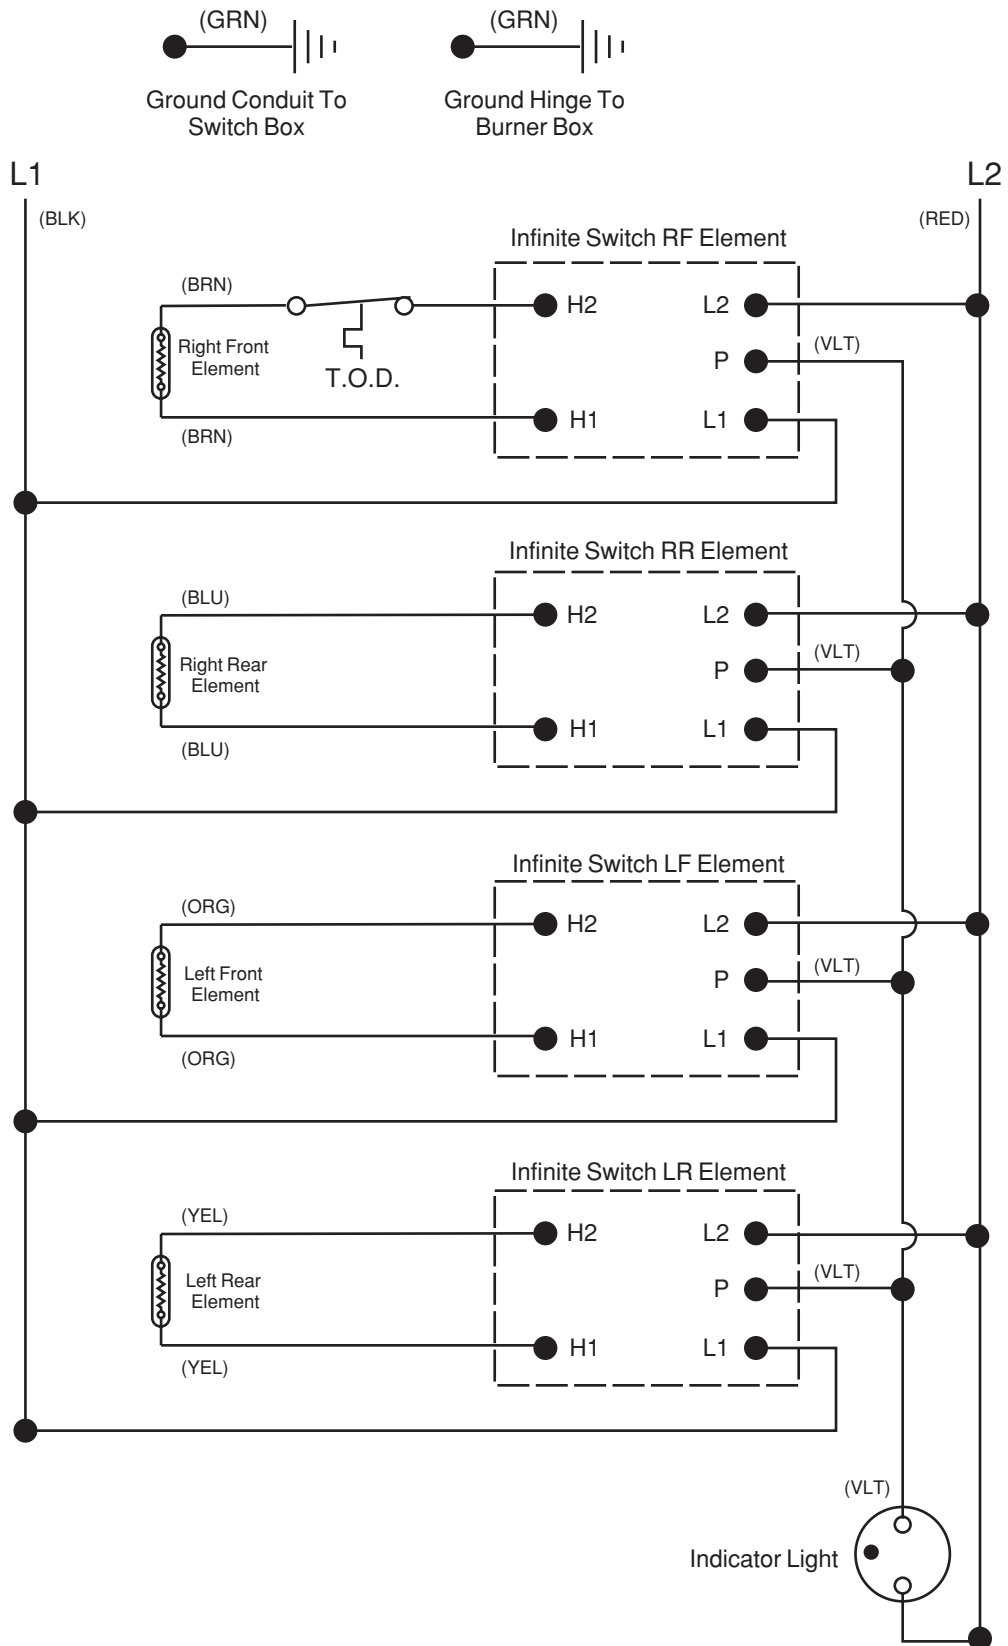 (GRN)
(GRN)
Ground Conduit To
Switch Box
Ground Hinge To
Burner Box
L1
L2
(BLK)
(RED)
Infinite Switch RF Element
(BRN)
H2
L2
Right Front
Element
T.O.D.
P
(VLT)
(BRN)
H1
L1
Infinite Switch RR Element
(BLU)
H2
L2
Right Rear
Element
P
(VLT)
(BLU)
H1
L1
Infinite Switch LF Element
(ORG)
H2
L2
Left Front
Element
P
(VLT)
(ORG)
H1
L1
Infinite Switch LR Element
(YEL)
H2
L2
Left Rear
Element
P
(VLT)
(YEL)
H1
L1
(VLT)
Indicator Light